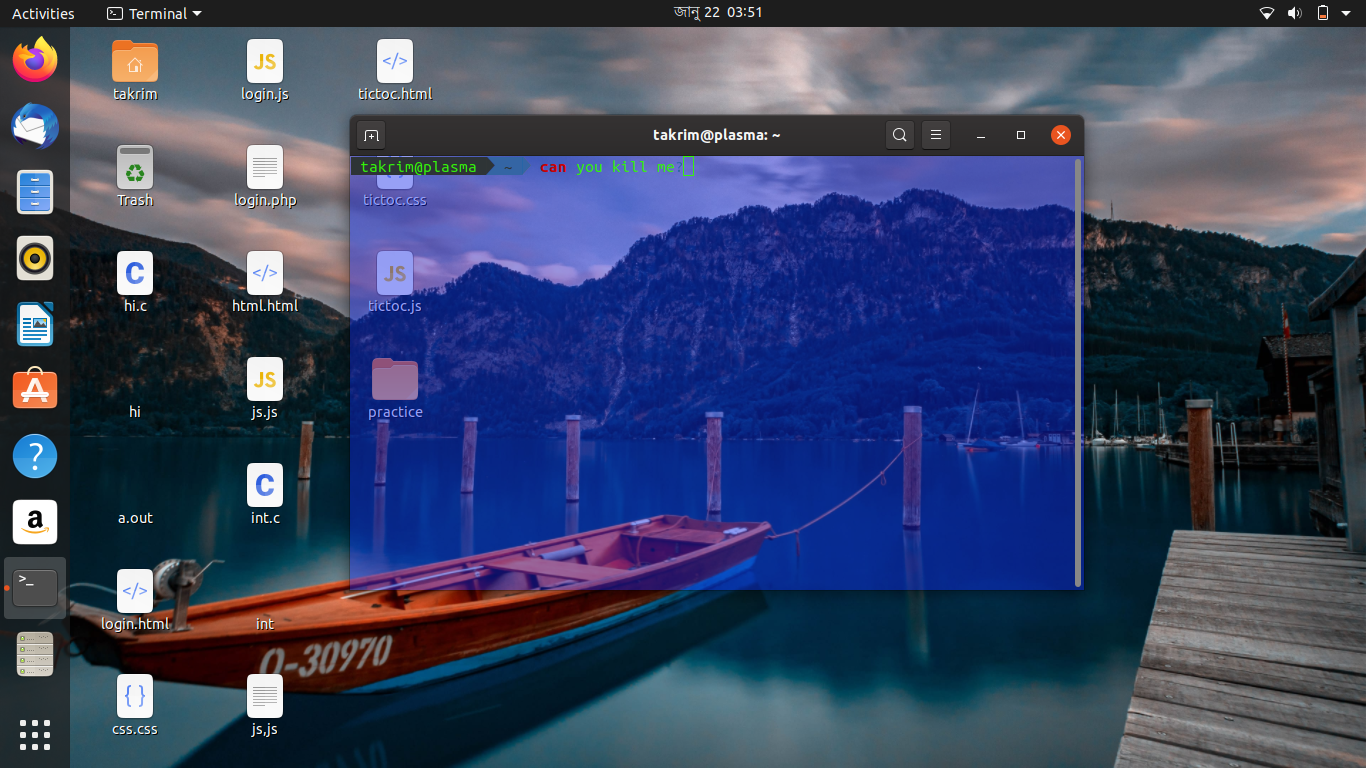 Activities Terminal জানু 22 03:51
takrim login.js tictoc.html
takrim@plasma: ~
takrim@plasma ~ can you kill me
Trash login.php tictoc.css
hi.c html.html tictoc.js
hi js.js practice
a.out int.c
login.html int
O-30970
css.css js,js